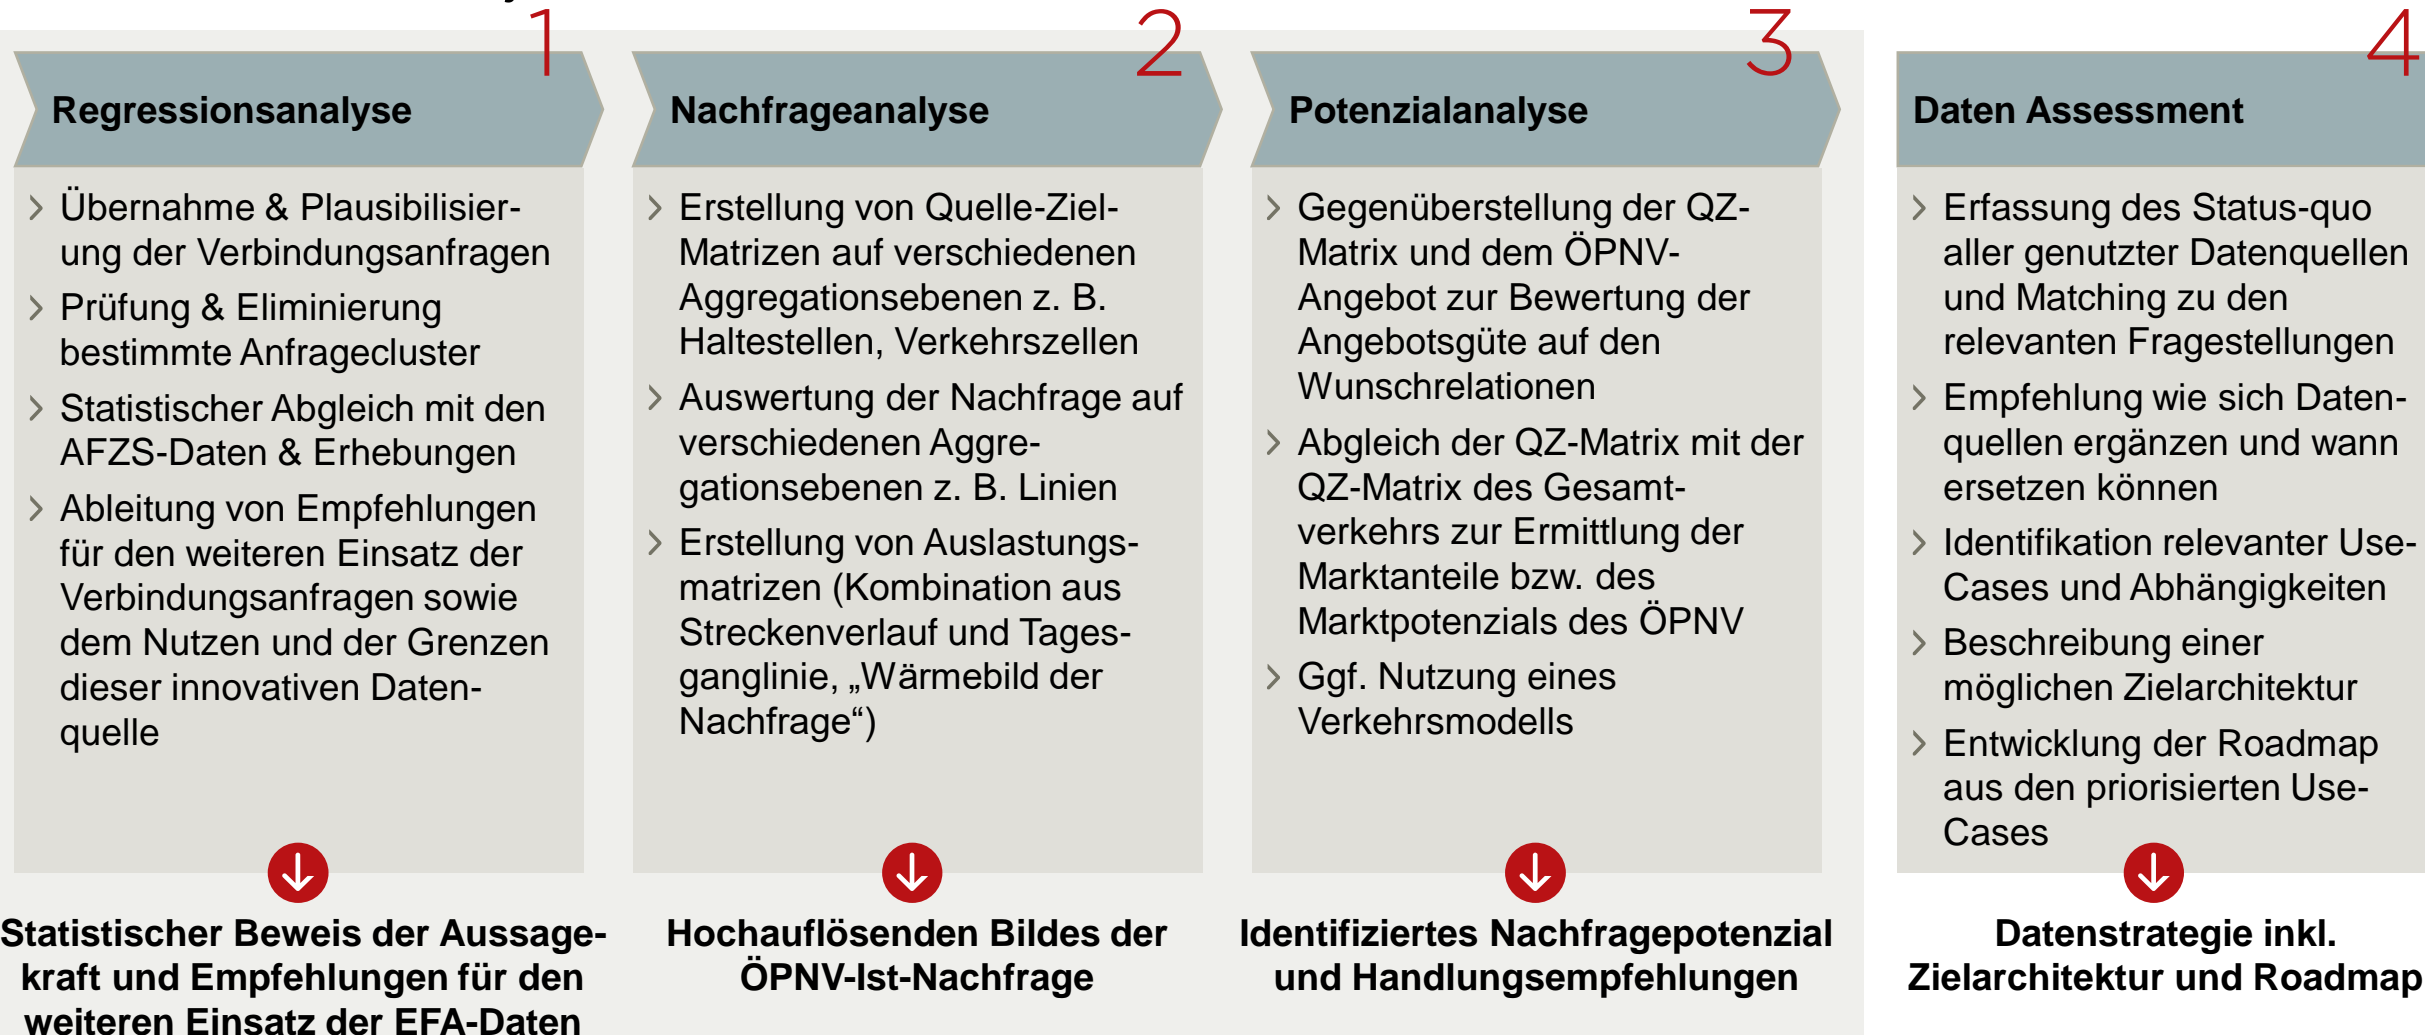 1
Regressionsanalyse
Übernahme & Plausibilisier-
ung der Verbindungsanfragen
Prüfung & Eliminierung
bestimmte Anfragecluster
Statistischer Abgleich mit den
AFZS-Daten & Erhebungen
Ableitung von Empfehlungen
für den weiteren Einsatz der
Verbindungsanfragen sowie
dem Nutzen und der Grenzen
dieser innovativen Daten-
quelle
Statistischer Beweis der Aussage-
kraft und Empfehlungen für den
weiteren Einsatz der EFA-Daten
2
Nachfrageanalyse
Erstellung von Quelle-Ziel-
Matrizen auf verschiedenen
Aggregationsebenen z. B.
Haltestellen, Verkehrszellen
Auswertung der Nachfrage auf
verschiedenen Aggre-
gationsebenen z. B. Linien
Erstellung von Auslastungs-
matrizen (Kombination aus
Streckenverlauf und Tages-
ganglinie, „Wärmebild der
Nachfrage“)
Hochauflösenden Bildes der
ÖPNV-Ist-Nachfrage
3
Potenzialanalyse
Gegenüberstellung der QZ-
Matrix und dem ÖPNV-
Angebot zur Bewertung der
Angebotsgüte auf den
Wunschrelationen
Abgleich der QZ-Matrix mit der
QZ-Matrix des Gesamt-
verkehrs zur Ermittlung der
Marktanteile bzw. des
Marktpotenzials des ÖPNV
Ggf. Nutzung eines
Verkehrsmodells
Identifiziertes Nachfragepotenzial
und Handlungsempfehlungen
4
Daten Assessment
Erfassung des Status-quo
aller genutzter Datenquellen
und Matching zu den
relevanten Fragestellungen
Empfehlung wie sich Daten-
quellen ergänzen und wann
ersetzen können
Identifikation relevanter Use-
Cases und Abhängigkeiten
Beschreibung einer
möglichen Zielarchitektur
Entwicklung der Roadmap
aus den priorisierten Use-
Cases
Datenstrategie inkl.
Zielarchitektur und Roadmap